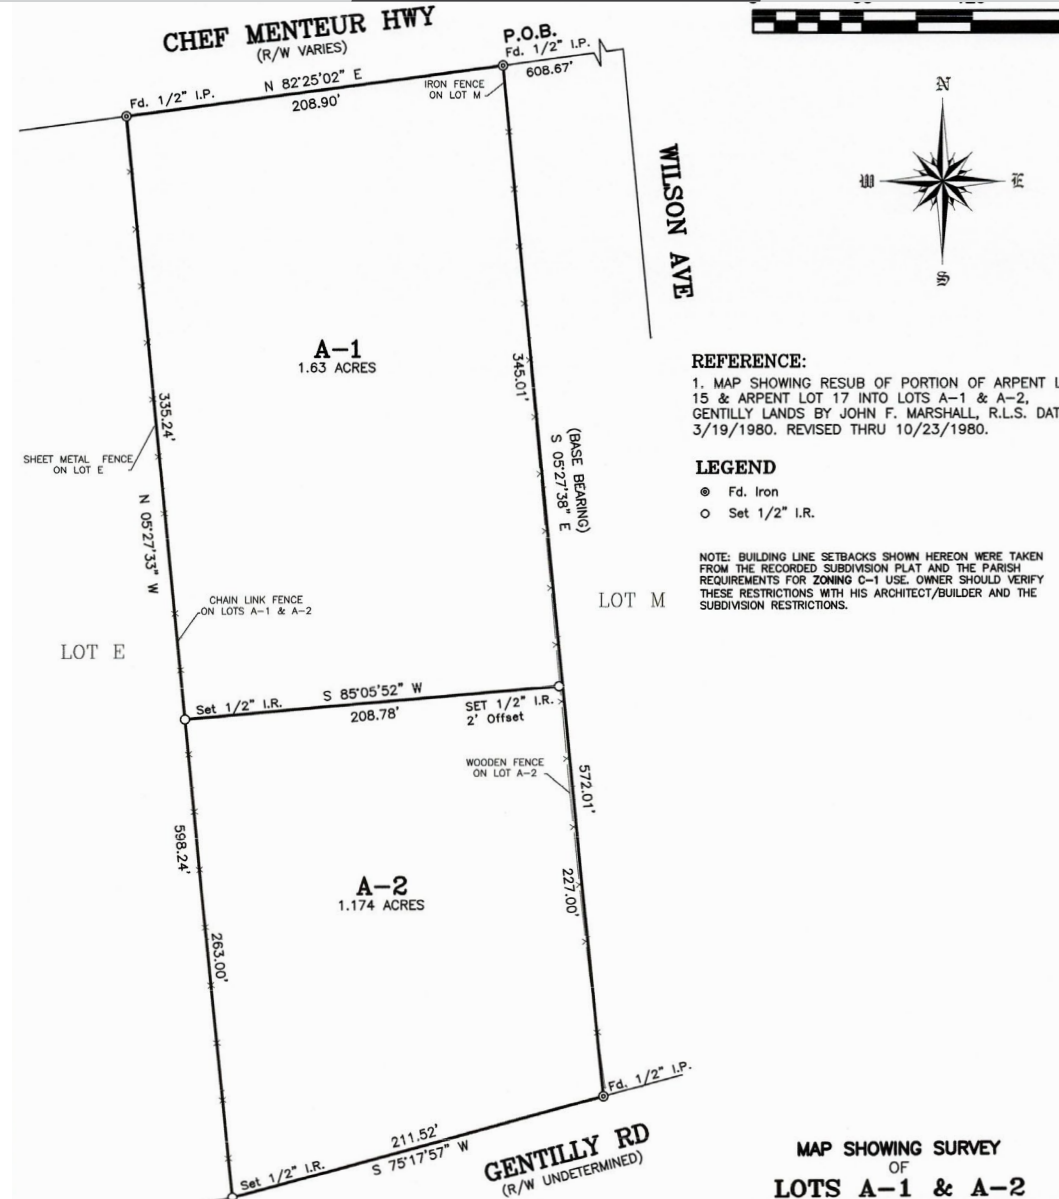 CHEF MENTEUR HWY
(R/W VARIES)
P.O.B.
Fd. 1/2" I.P.
608.67'
N 82°25'02" E
208.90'
Fd. 1/2" I.P.
IRON FENCE
ON LOT M
WILSON AVE
N
W
E
S
A-1
1.63 ACRES
345.01'
335.24'
REFERENCE:
1. MAP SHOWING RESUB OF PORTION OF ARPENT
15 & ARPENT LOT 17 INTO LOTS A-1 & A-2,
GENTILLY LANDS BY JOHN F. MARSHALL, R.L.S.
3/19/1980. REVISED THRU 10/23/1980.
SHEET METAL FENCE
ON LOT E
(BASE BEARING)
S 05°27'38" E
LEGEND
Fd. Iron
Set 1/2" I.R.
N 05°27'33" W
NOTE: BUILDING LINE SETBACKS SHOWN HEREON WERE TAKEN
FROM THE RECORDED SUBDIVISION PLAT AND THE PARISH
REQUIREMENTS FOR ZONING C-1 USE. OWNER SHOULD VERIFY
THESE RESTRICTIONS WITH HIS ARCHITECT/BUILDER AND THE
SUBDIVISION RESTRICTIONS.
CHAIN LINK FENCE
ON LOTS A-1 & A-2
LOT M
LOT E
Set 1/2" I.R.
S 85°05'52" W
208.78'
SET 1/2" I.R.
2' Offset
WOODEN FENCE
ON LOT A-2
572.01'
598.24'
A-2
1.174 ACRES
227.00'
263.00'
Fd. 1/2" I.P.
211.52'
S 75°17'57" W
Set 1/2" I.R.
GENTILLY RD
(R/W UNDETERMINED)
MAP SHOWING SURVEY
OF
LOTS A-1 & A-2